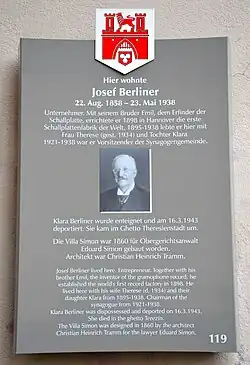 Hier wohnte
Josef Berliner
22. Aug. 1858 – 23. Mai 1938
Unternehmer. Mit seinem Bruder Emil, dem Erfinder der
Schallplatte, errichtete er 1898 in Hannover die erste
Schallplattenfabrik der Welt. 1895-1938 lebte er hier mit
Frau Therese (gest. 1934) und Tochter Klara.
1921-1938 war er Vorsitzender der Synagogengemeinde.
Klara Berliner wurde enteignet und am 16.3.1943
deportiert. Sie kam im Ghetto Theresienstadt um.
Die Villa Simon war 1860 für Obergerichtsanwalt
Eduard Simon gebaut worden.
Architekt war Christian Heinrich Tramm.
Josef Berliner lived here. Entrepreneur. Together with his
brother Emil, the inventor of the gramophone record, he
established the world's first record factory in 1898. He
lived here with his wife Therese (d. 1934) and their
daughter Klara from 1895-1938. Chairman of the
synagogue from 1921-1938.
Klara Berliner was dispossessed and deported on 16.3.1943.
She died in the ghetto Terezin.
The Villa Simon was designed in 1860 by the architect
Christian Heinrich Tramm for the lawyer Eduard Simon.
119